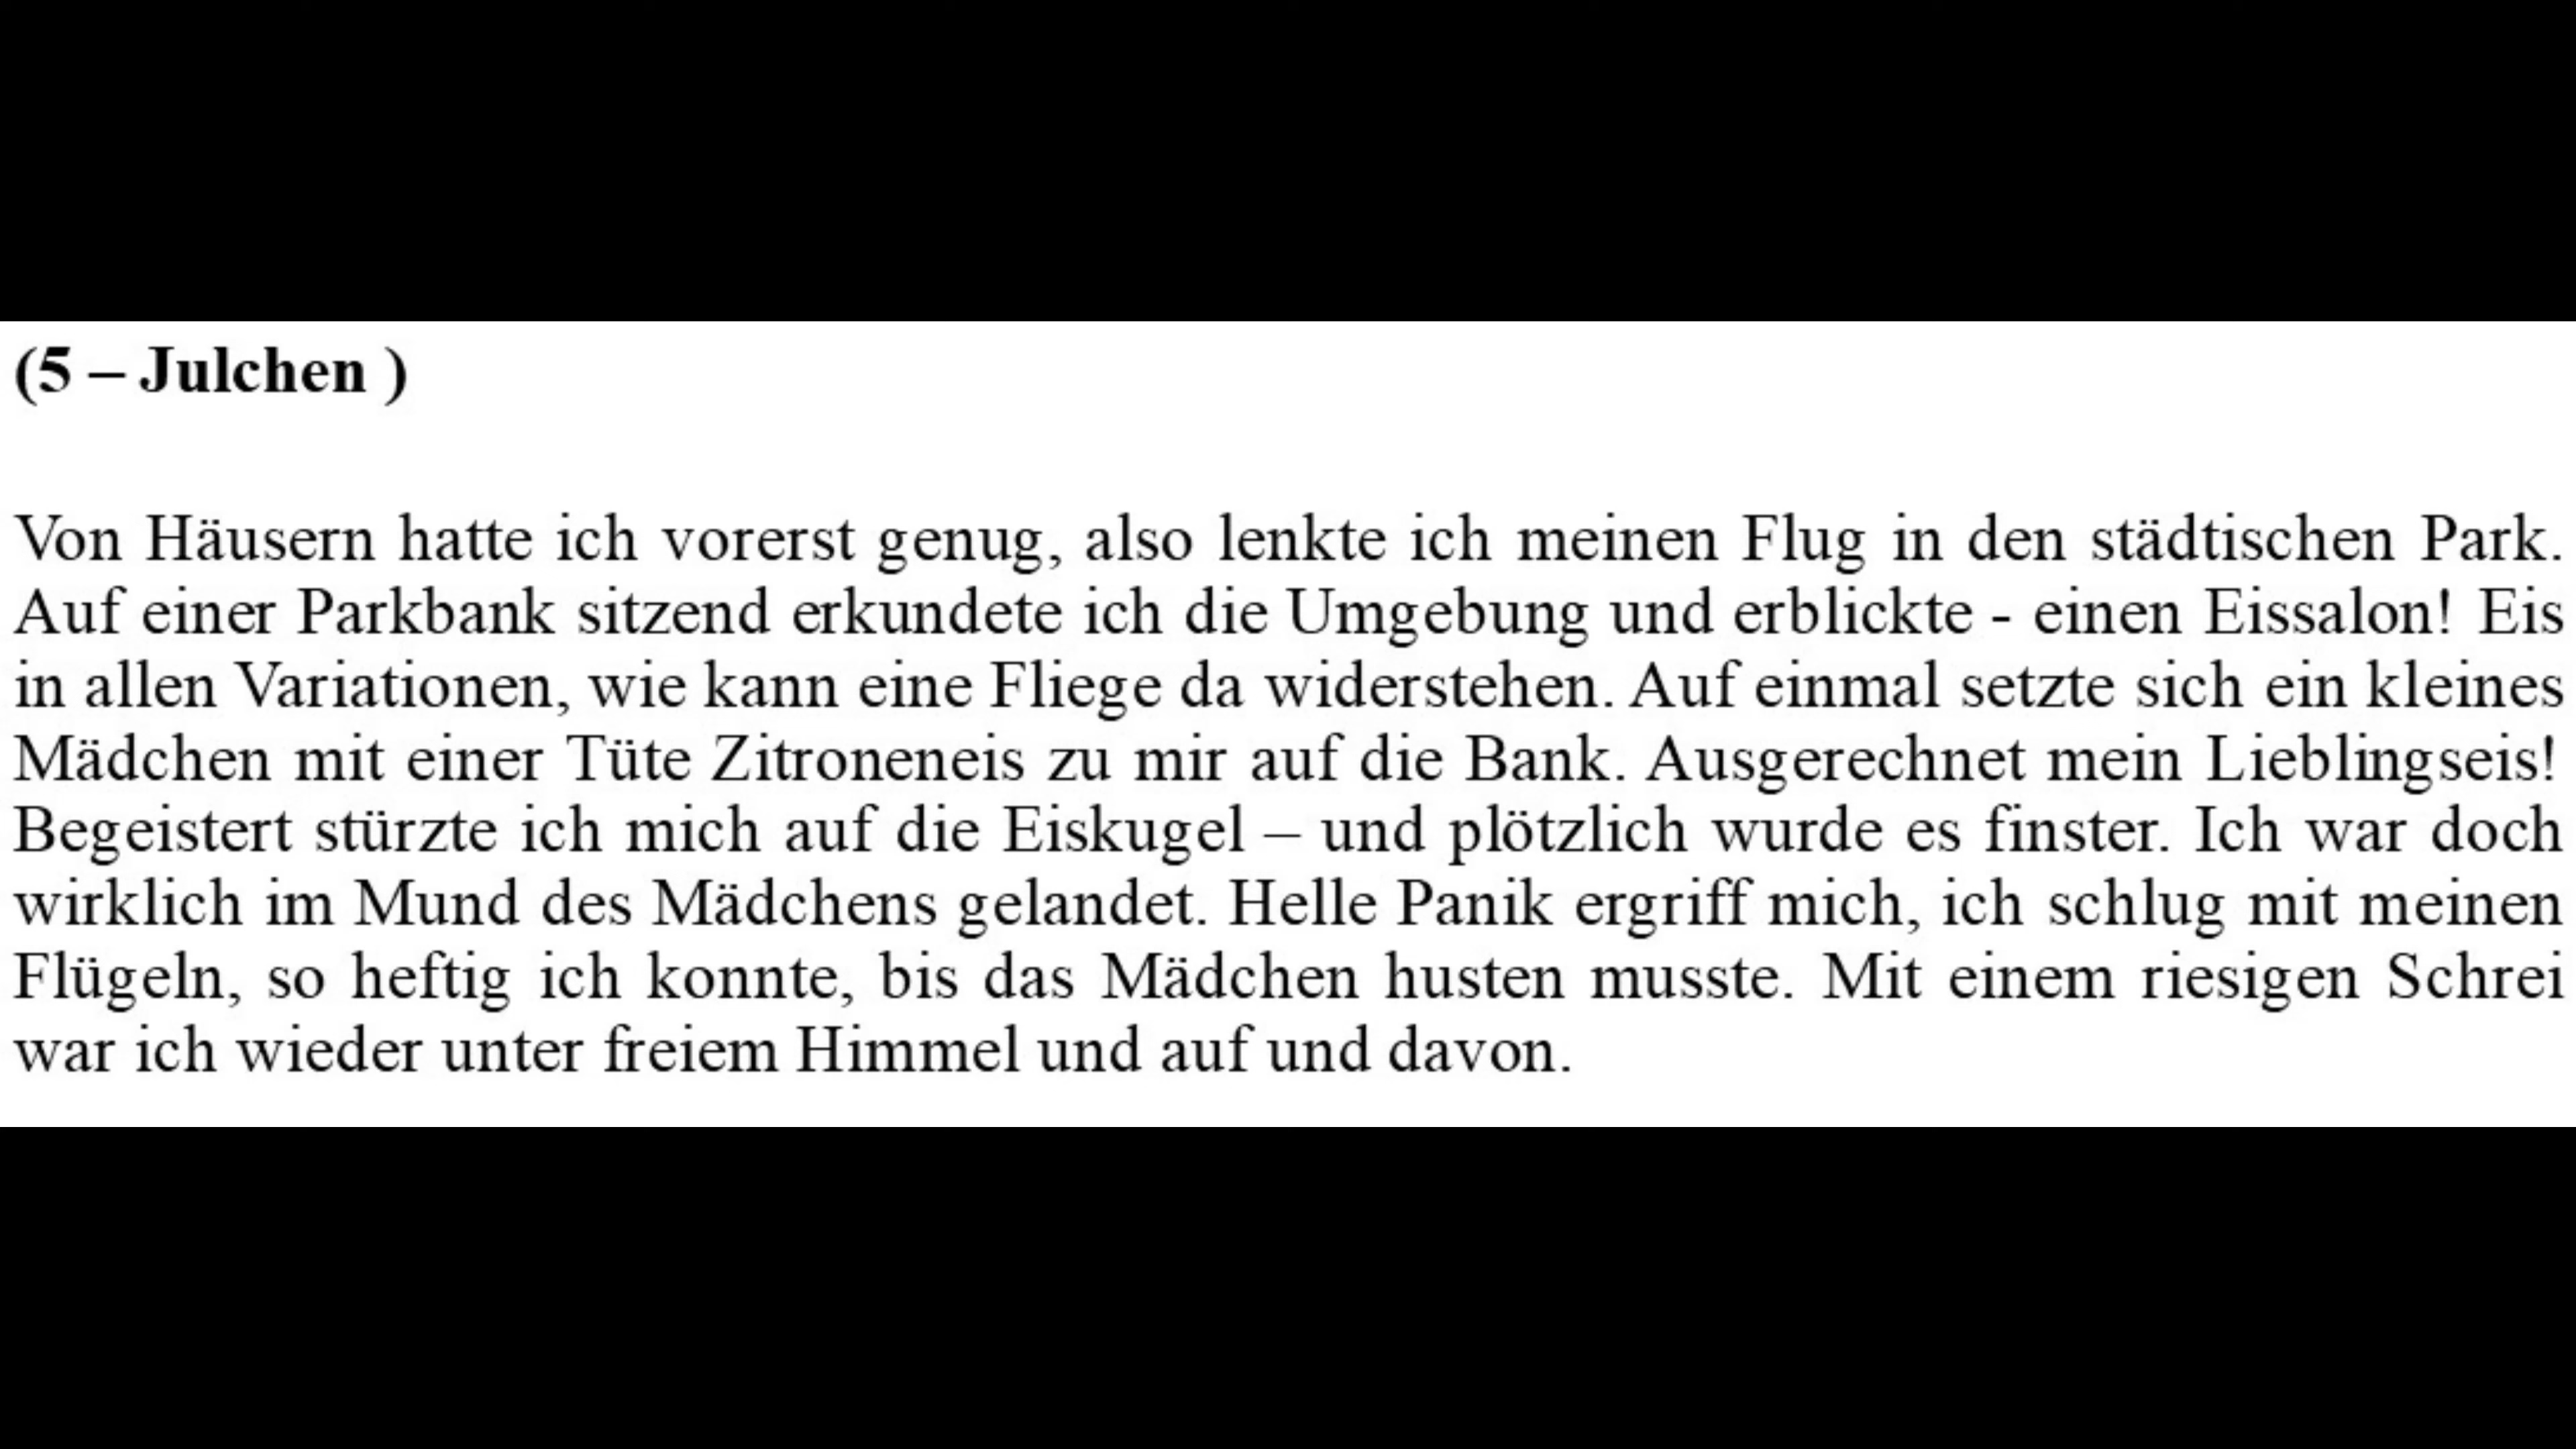 (5 – Julchen )
Von Häusern hatte ich vorerst genug, also lenkte ich meinen Flug in den städtischen Park.
Auf einer Parkbank sitzend erkundete ich die Umgebung und erblickte - einen Eissalon! Eis
in allen Variationen, wie kann eine Fliege da widerstehen. Auf einmal setzte sich ein kleines
Mädchen mit einer Tüte Zitroneneis zu mir auf die Bank. Ausgerechnet mein Lieblingseis!
Begeistert stürzte ich mich auf die Eiskugel – und plötzlich wurde es finster. Ich war doch
wirklich im Mund des Mädchens gelandet. Helle Panik ergriff mich, ich schlug mit meinen
Flügeln, so heftig ich konnte, bis das Mädchen husten musste. Mit einem riesigen Schrei
war ich wieder unter freiem Himmel und auf und davon.